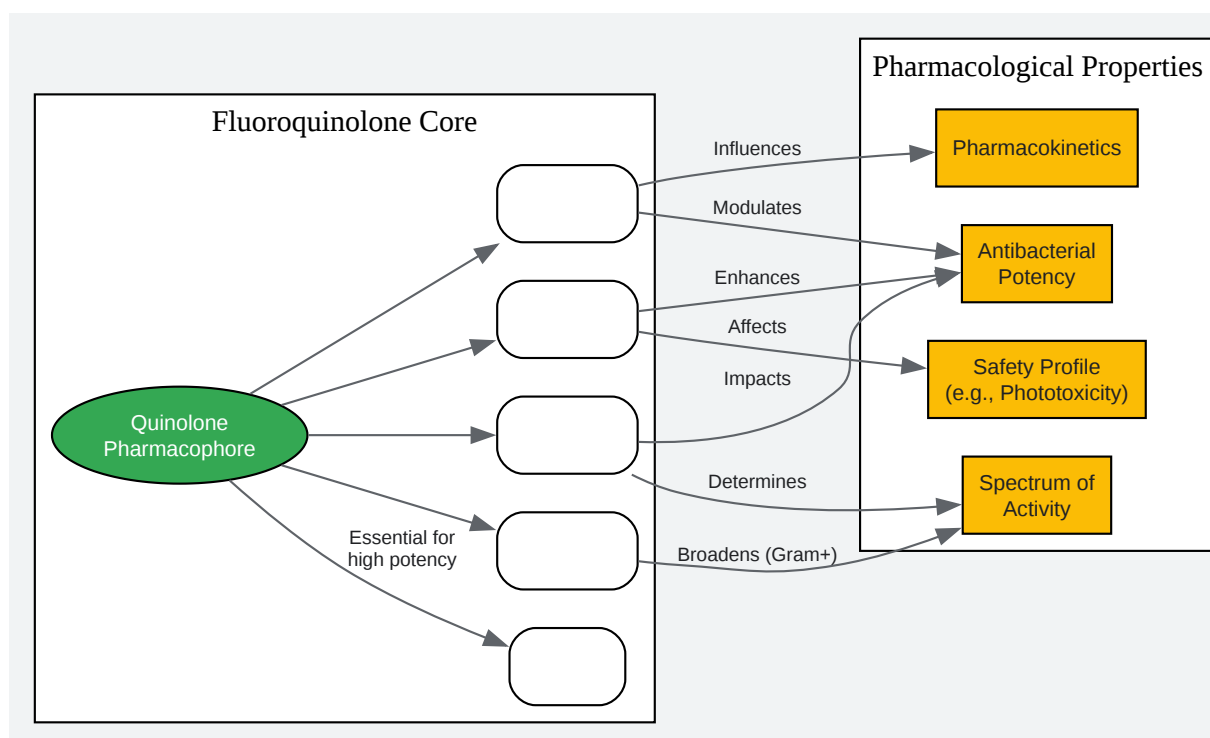 Pharmacological Properties
Fluoroquinolone Core
Influences
Pharmacokinetics
Modulates
Antibacterial
Potency
Enhances
Affects
Safety Profile
(e.g., Phototoxicity)
Impacts
Quinolone
Pharmacophore
Determines
Spectrum of
Activity
Essential for
high potency
Broadens (Gram+)